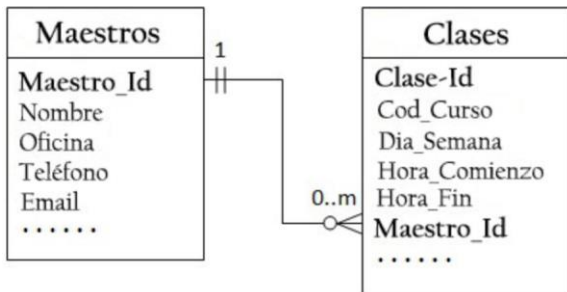 Maestros
Maestro_Id
Nombre
Oficina
Teléfono
Email
. . . . . .
1
0..m
Clases
Clase-Id
Cod_Curso
Dia_Semana
Hora_Comienzo
Hora_Fin
Maestro_Id
. . . . . .